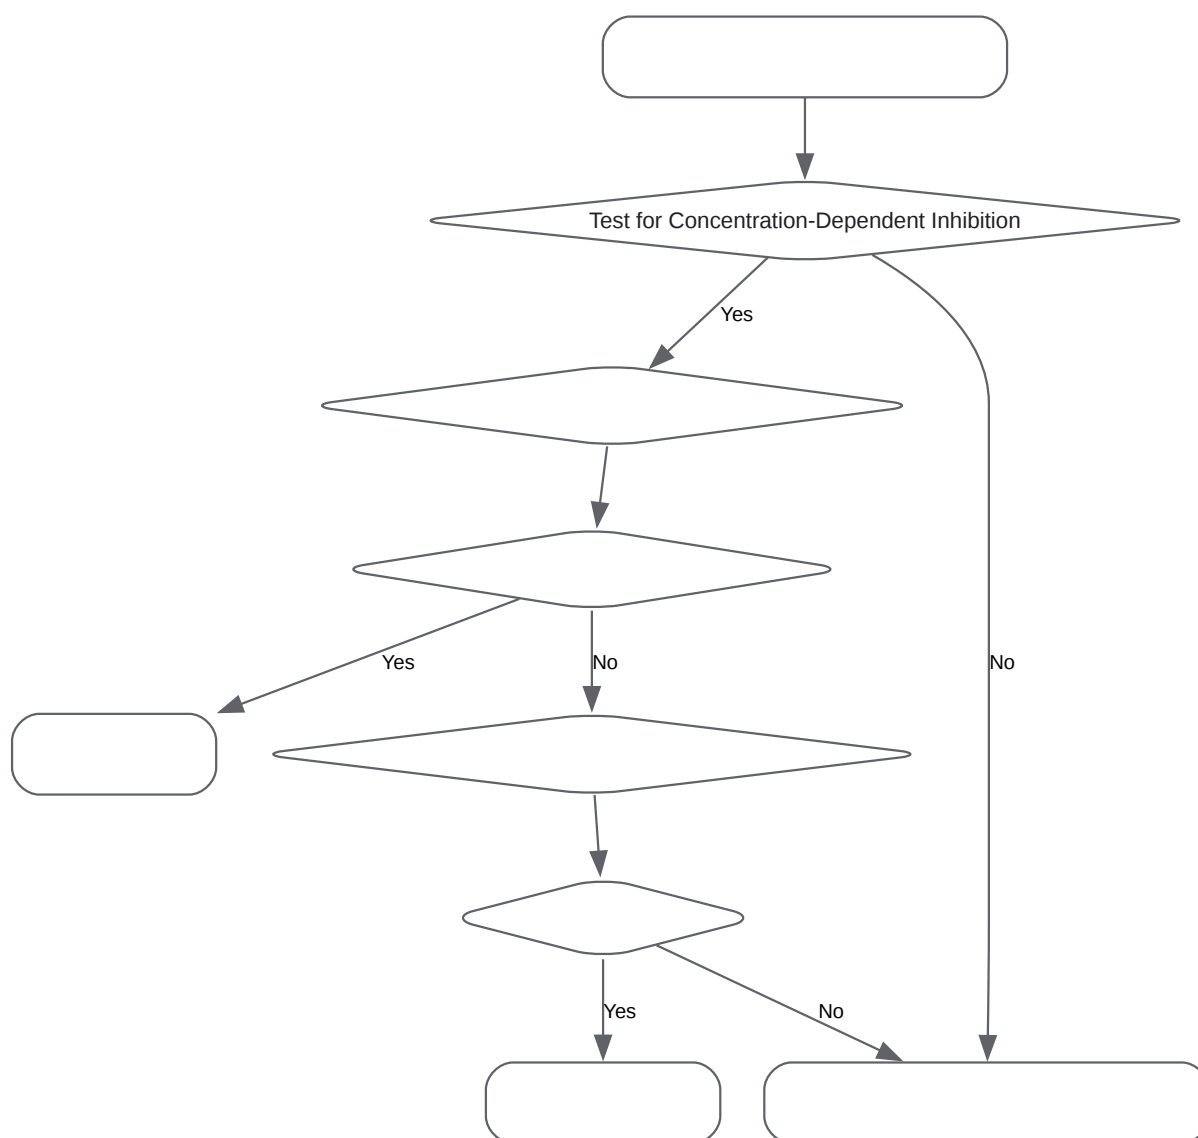 Test for Concentration-Dependent Inhibition
Yes
Yes
No
No
Yes
No